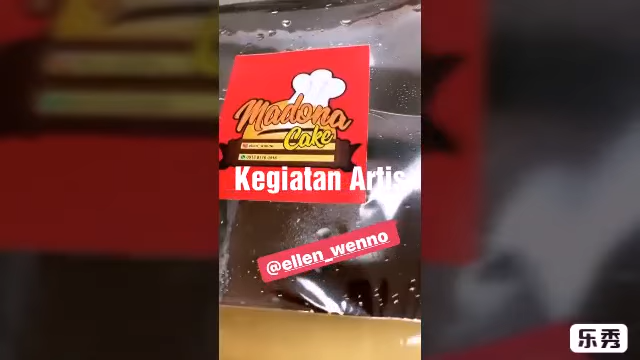 Madona
Cake
Kegiatan Artis
@ellen_wenno
乐秀